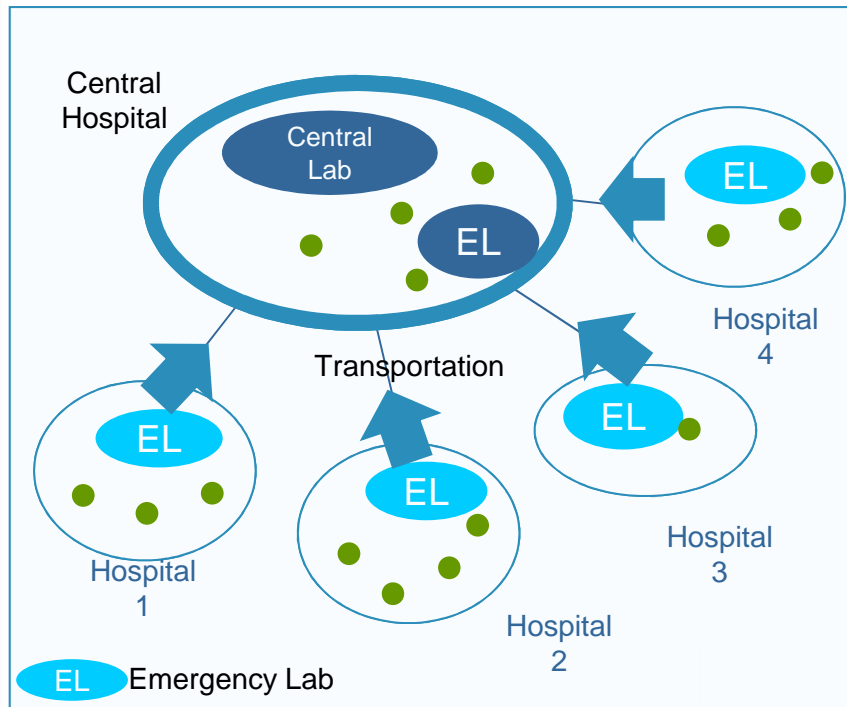 Central
Hospital
Central
Lab
EL
EL
Hospital
4
Transportation
EL
EL
EL
Hospital
1
Hospital
2
Hospital
3
EL
Emergency Lab